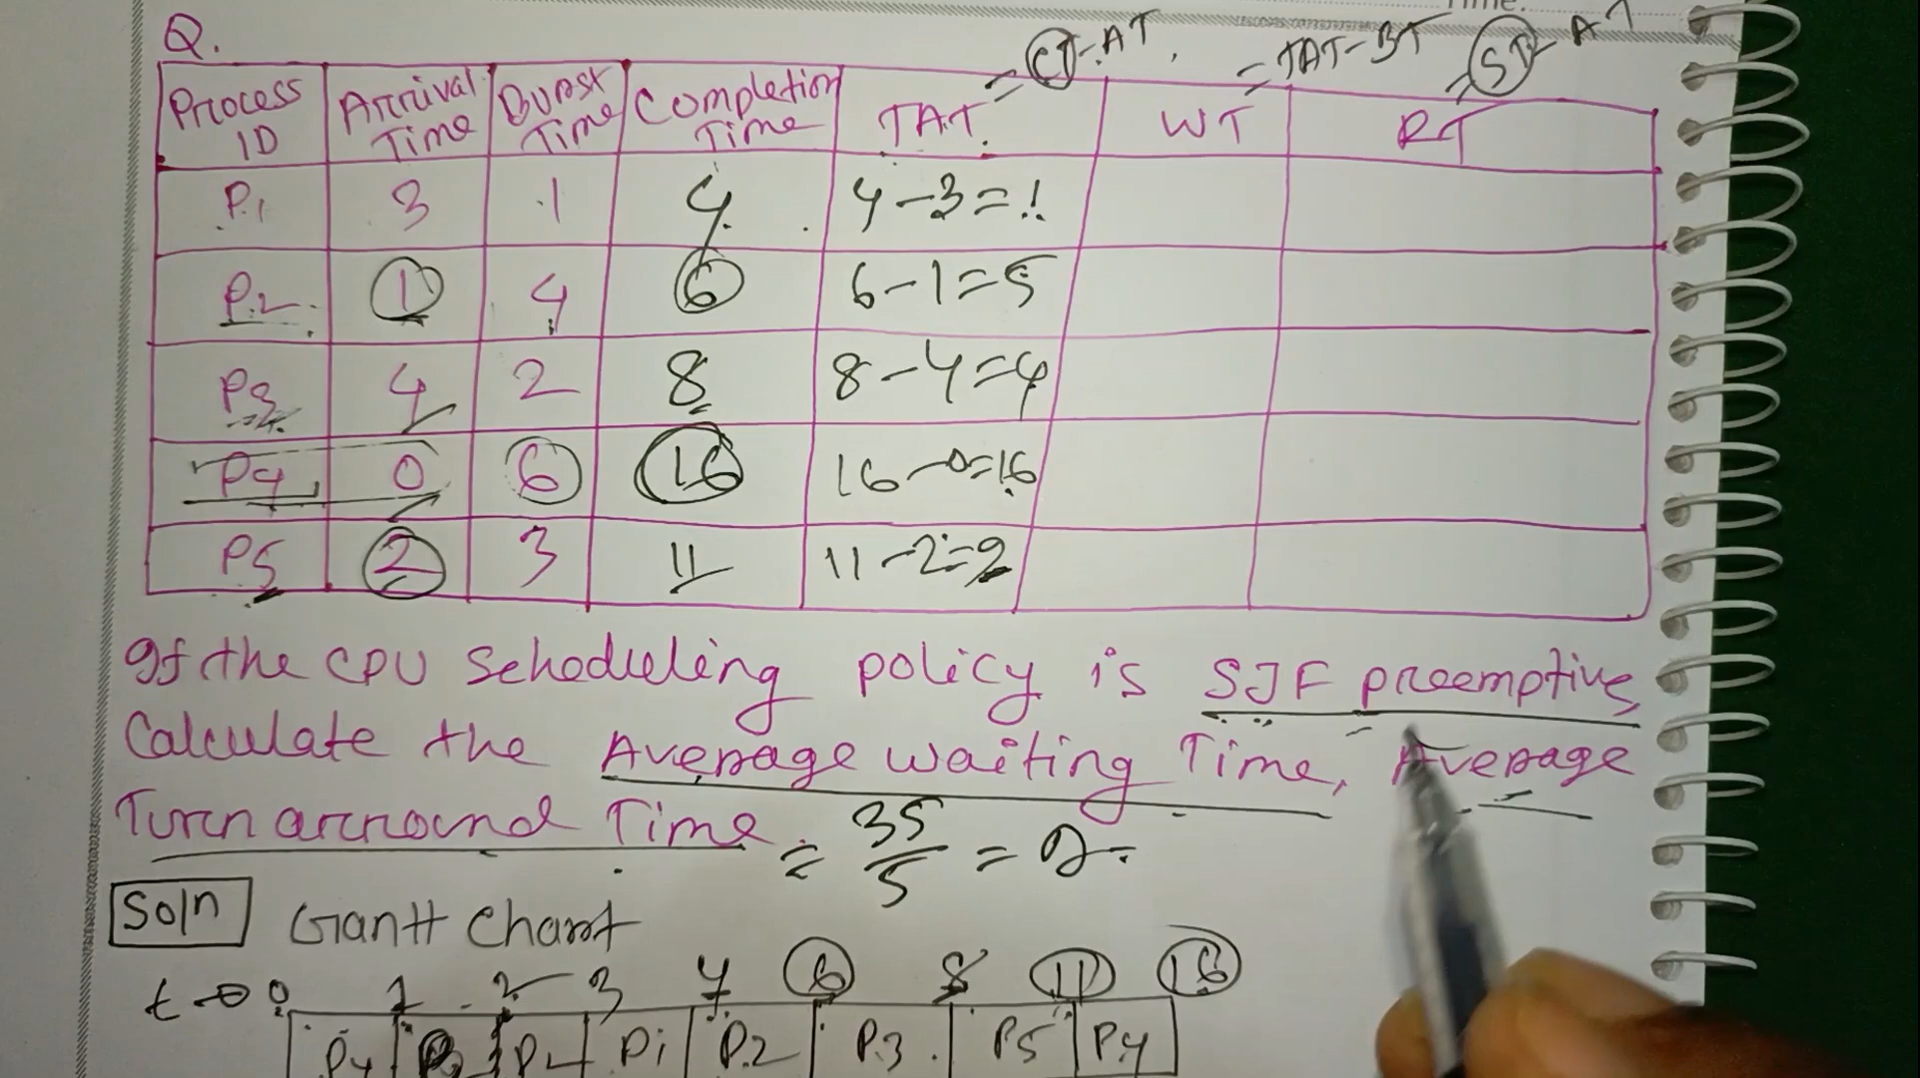 Time.
Q.
= CT-AT, = TAT-BT = ST-AT
Process ID Arrival Time Burst Time Completion Time TAT WT RT
P1 3 1 4 4-3=1
P2 1 4 6 6-1=5
P3 4 2 8 8-4=4
P4 0 6 16 16-0=16
P5 2 3 11 11-2=9
If the CPU Scheduling policy is SJF preemptive,
Calculate the Average waiting Time, Average
Turn arround Time. = 35/5 =
Soln Gantt Chart
t→ 0 1 2 3 4 6 8 11 16
P4 P2 P1 P2 P3 P5 P4